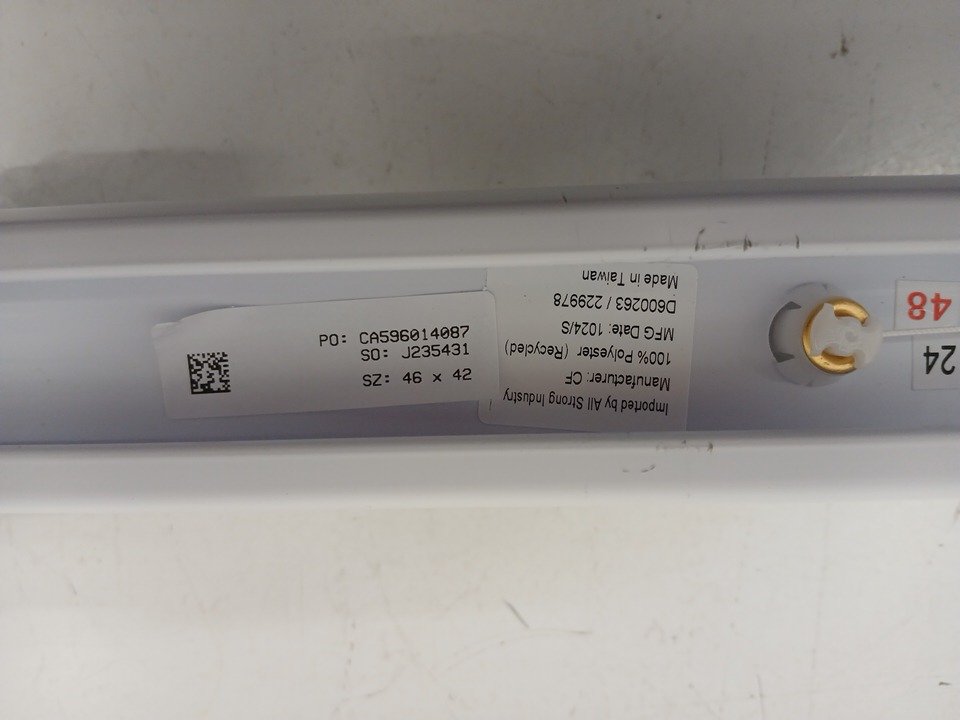 PO: CA596014087
SO: J235431
SZ: 46 x 42
Imported by All Strong Industry
Manufacturer: CF
100% Polyester (Recycled)
MFG Date: 1024/S
D600263 / 229978
Made in Taiwan
48
24